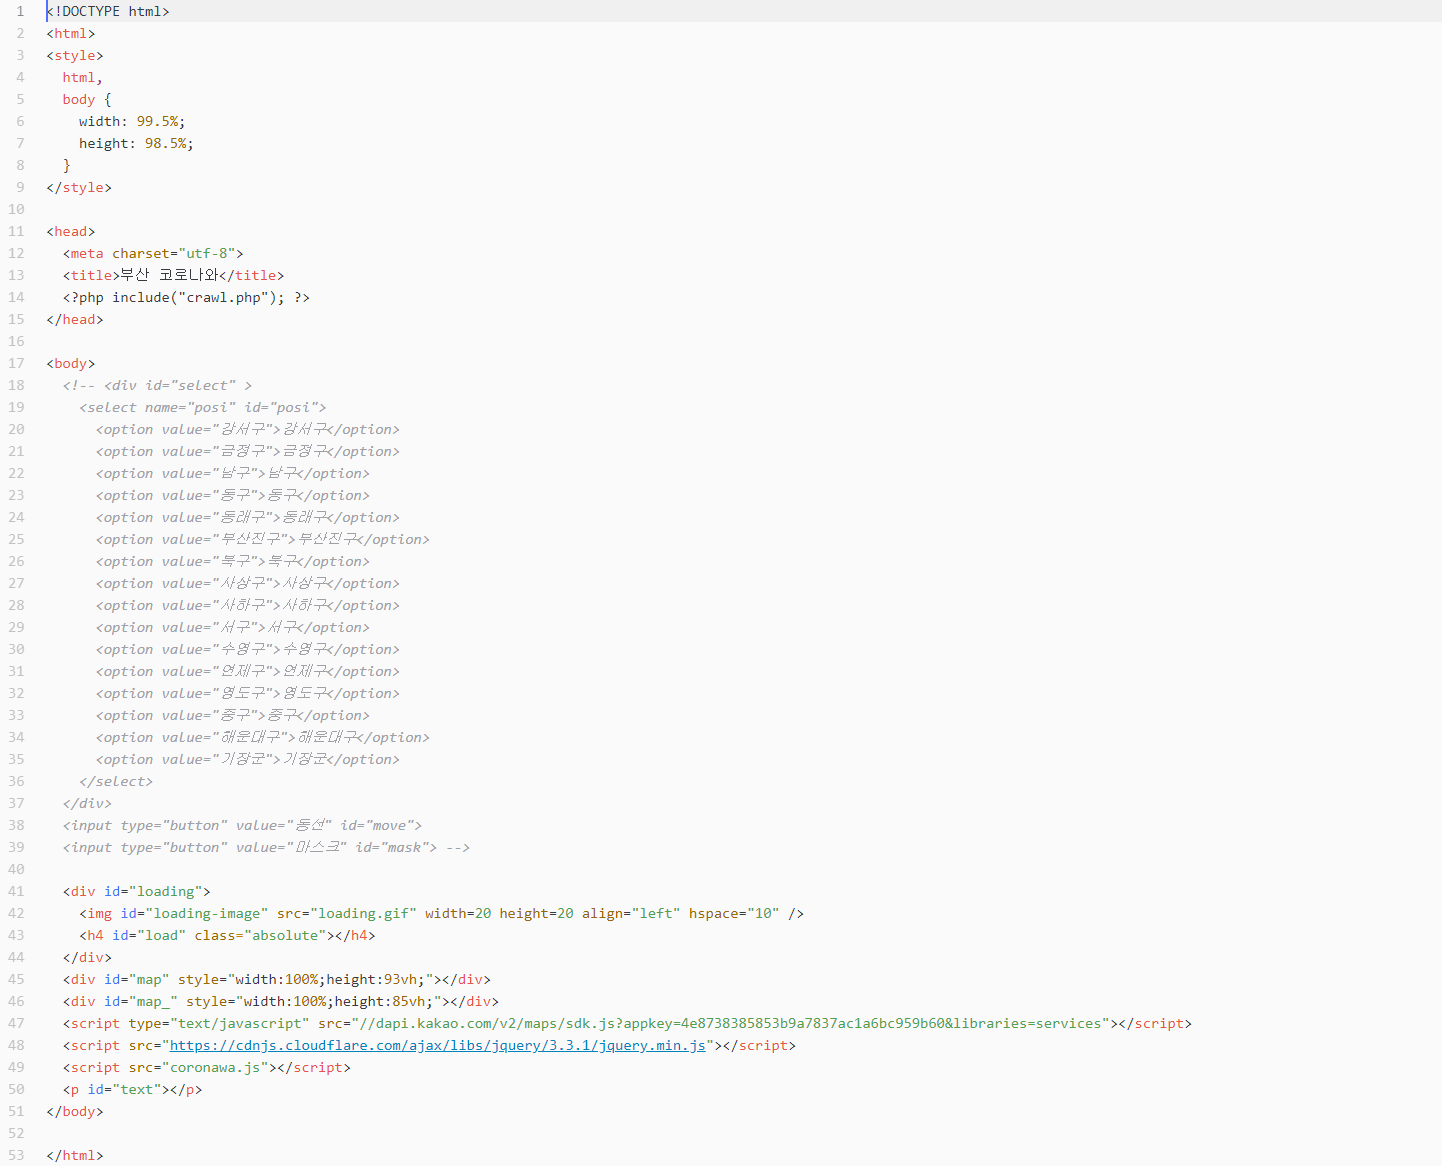 1 <!DOCTYPE html>
2 <html>
3 <style>
4   html,
5   body {
6     width: 99.5%;
7     height: 98.5%;
8   }
9 </style>
10
11 <head>
12   <meta charset="utf-8">
13   <title>부산 코로나와</title>
14   <?php include("crawl.php"); ?>
15 </head>
16
17 <body>
18   <!-- <div id="select" >
19     <select name="posi" id="posi">
20       <option value="강서구">강서구</option>
21       <option value="금정구">금정구</option>
22       <option value="남구">남구</option>
23       <option value="동구">동구</option>
24       <option value="동래구">동래구</option>
25       <option value="부산진구">부산진구</option>
26       <option value="북구">북구</option>
27       <option value="사상구">사상구</option>
28       <option value="사하구">사하구</option>
29       <option value="서구">서구</option>
30       <option value="수영구">수영구</option>
31       <option value="연제구">연제구</option>
32       <option value="영도구">영도구</option>
33       <option value="중구">중구</option>
34       <option value="해운대구">해운대구</option>
35       <option value="기장군">기장군</option>
36     </select>
37   </div>
38   <input type="button" value="동선" id="move">
39   <input type="button" value="마스크" id="mask"> -->
40
41   <div id="loading">
42     <img id="loading-image" src="loading.gif" width=20 height=20 align="left" hspace="10" />
43     <h4 id="load" class="absolute"></h4>
44   </div>
45   <div id="map" style="width:100%;height:93vh;"></div>
46   <div id="map_" style="width:100%;height:85vh;"></div>
47   <script type="text/javascript" src="//dapi.kakao.com/v2/maps/sdk.js?appkey=4e8738385853b9a7837ac1a6bc959b60&libraries=services"></script>
48   <script src="https://cdnjs.cloudflare.com/ajax/libs/jquery/3.3.1/jquery.min.js"></script>
49   <script src="coronawa.js"></script>
50   <p id="text"></p>
51 </body>
52
53 </html>